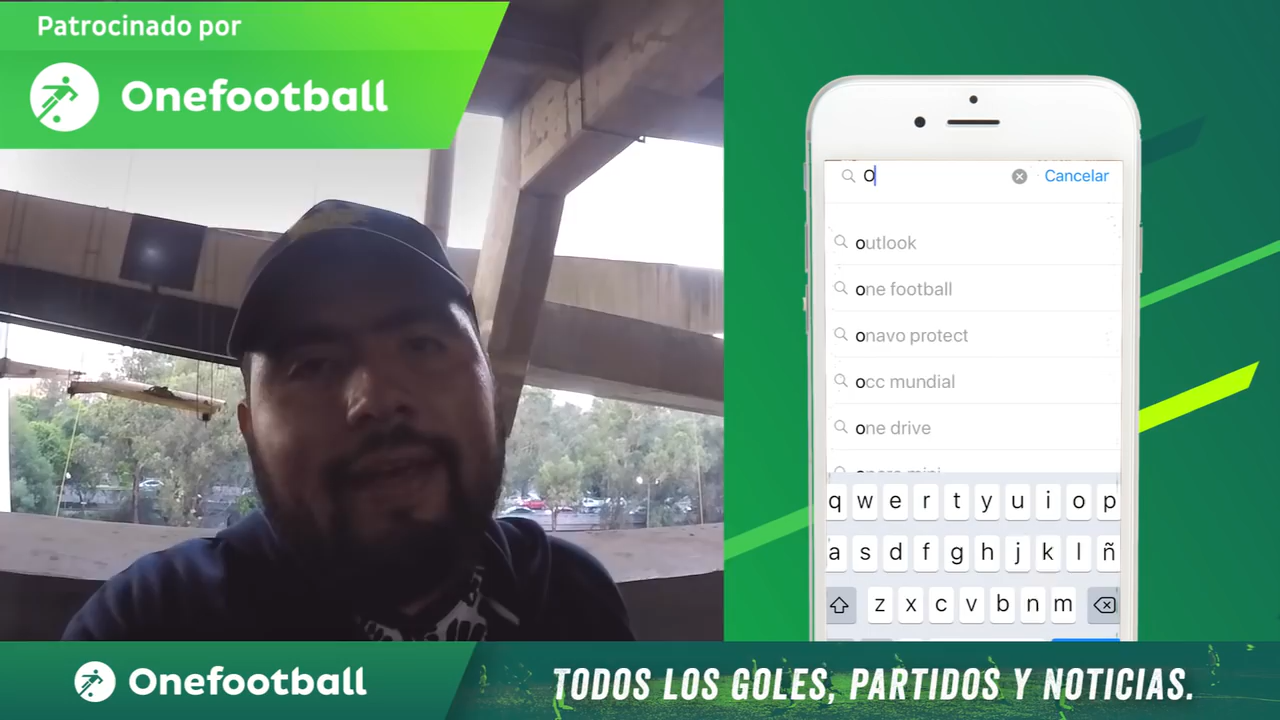 Patrocinado por
Onefootball
O
Cancelar
outlook
one football
onavo protect
occ mundial
one drive
q w e r t y u i o p
a s d f g h j k l ñ
z x c v b n m
Onefootball
TODOS LOS GOLES, PARTIDOS Y NOTICIAS.